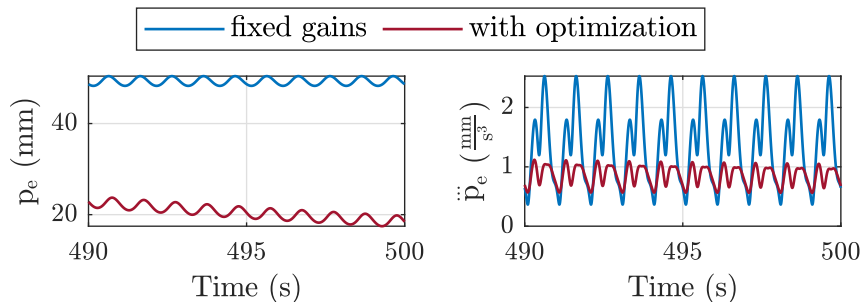 fixed gains with optimization
pₑ (mm)
40
20
490 495 500
Time (s)
p⃛ₑ (mm/s³)
2
1
0
490 495 500
Time (s)